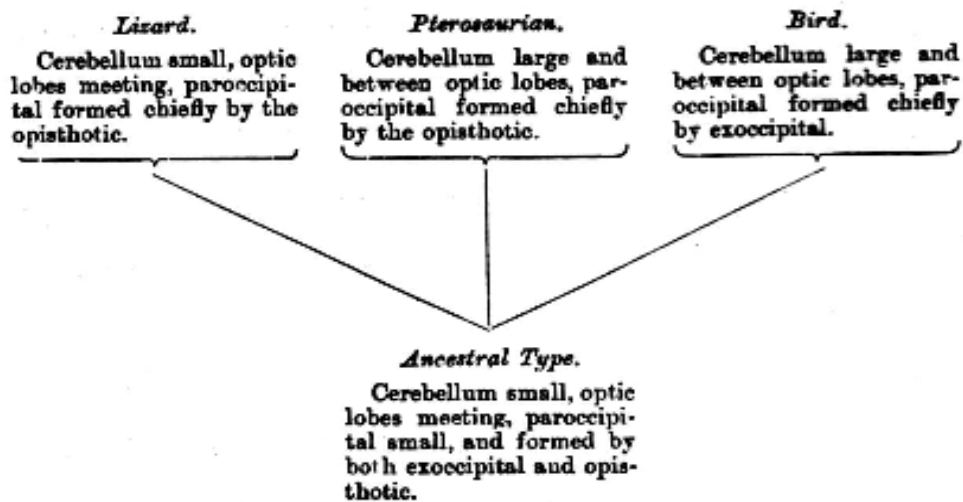 Lizard.
Cerebellum small, optic
lobes meeting, paroccipi-
tal formed chiefly by the
opisthotic.
Pterosaurian.
Cerebellum large and
between optic lobes, par-
occipital formed chiefly
by the opisthotic.
Bird.
Cerebellum large and
between optic lobes, par-
occipital formed chiefly
by exoccipital.
Ancestral Type.
Cerebellum small, optic
lobes meeting, paroccipi-
tal small, and formed by
both exoccipital and opis-
thotic.